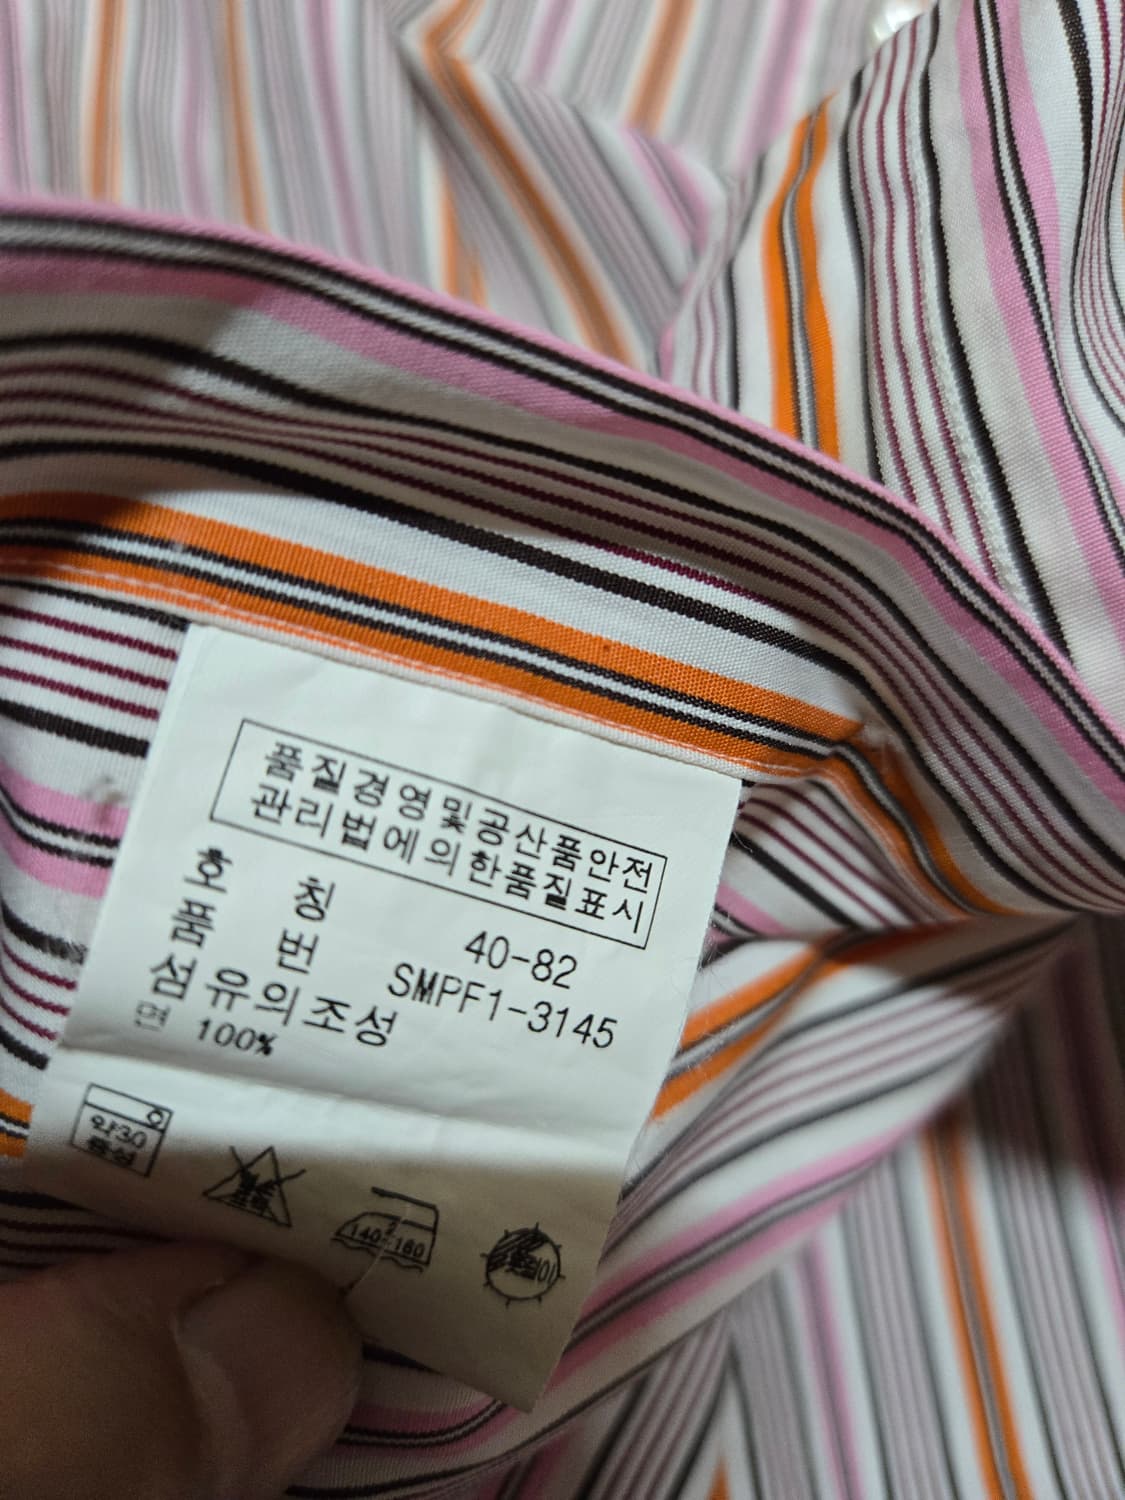 품질경영및공산품안전
관리법에의한품질표시
호 칭 40-82
품 번 SMPF1-3145
섬유의조성
면 100%
약30
중성
140~160